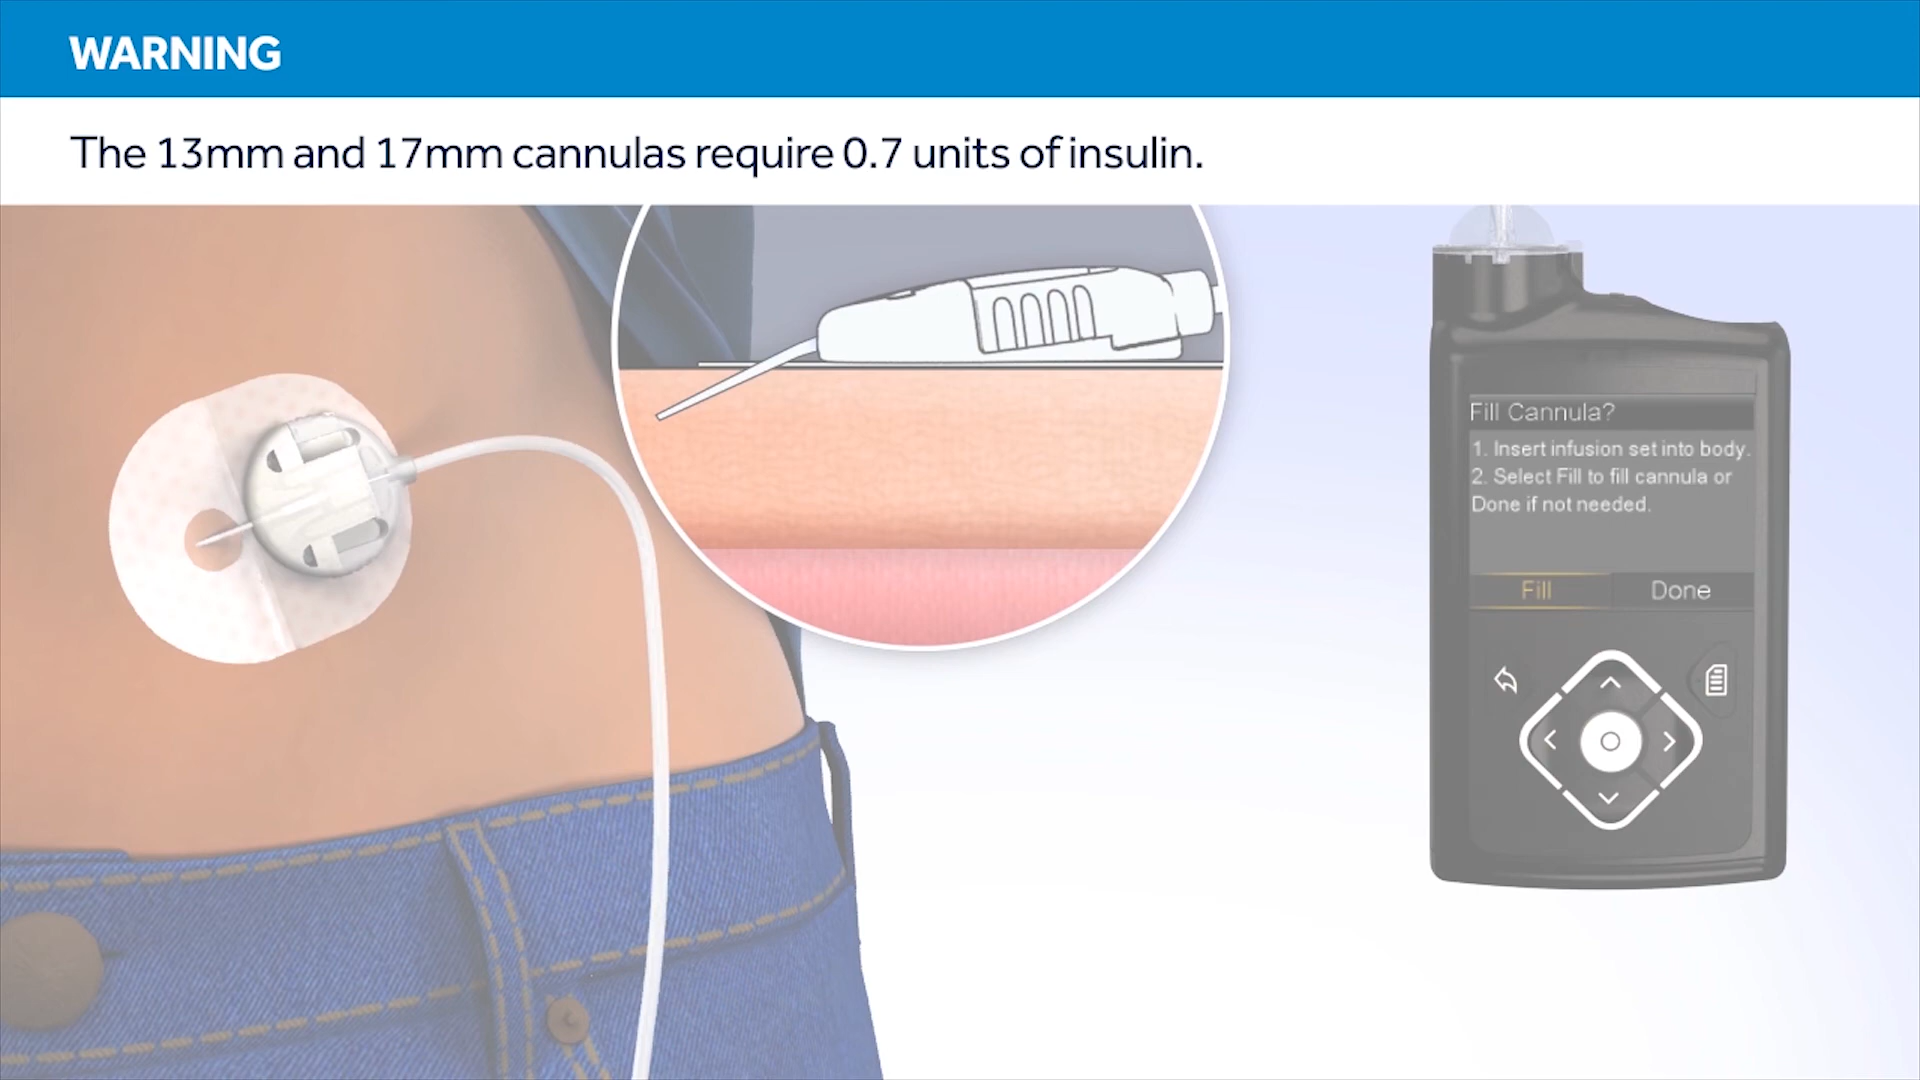 WARNING
The 13mm and 17mm cannulas require 0.7 units of insulin.
Fill Cannula?
1. Insert infusion set into body.
2. Select Fill to fill cannula or
Done if not needed.
Fill Done